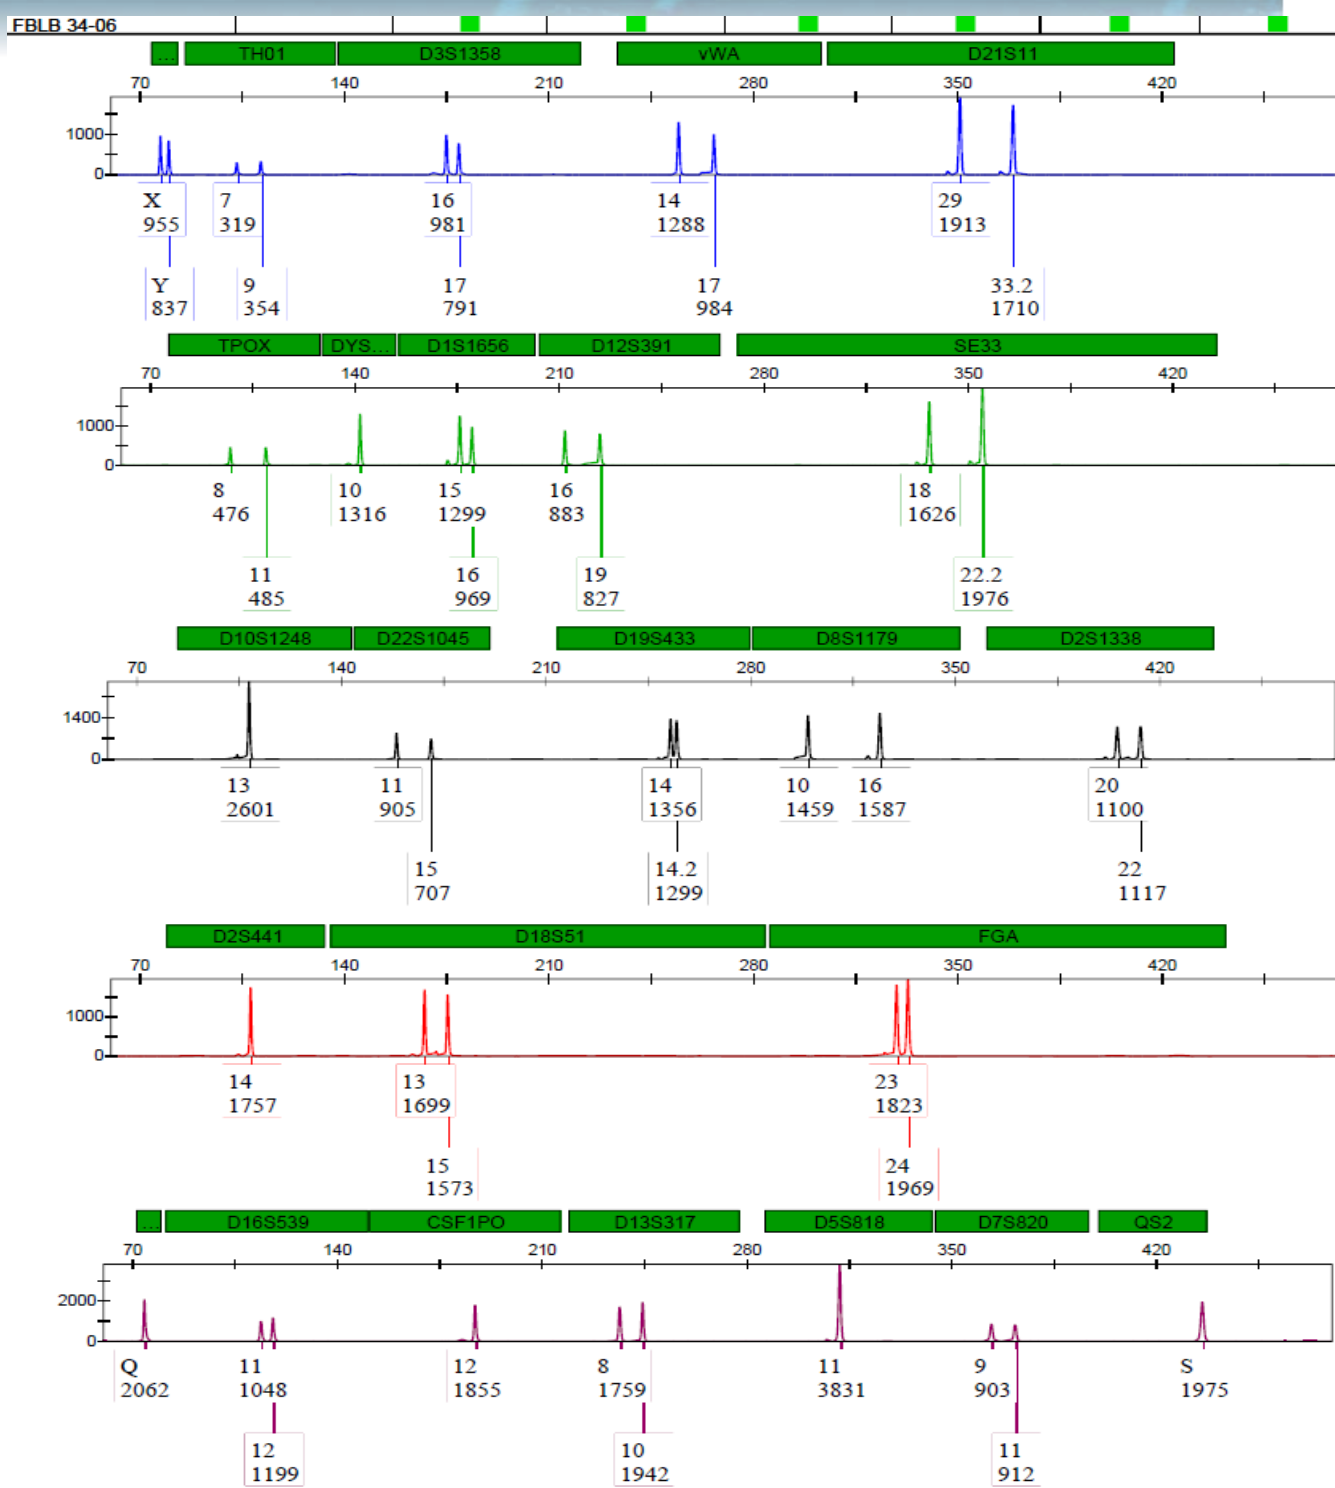 FBLB 34-06
... TH01 D3S1358 vWA D21S11
70 140 210 280 350 420
1000
0
X 7 16 14 29
955 319 981 1288 1913
Y 9 17 17 33.2
837 354 791 984 1710
TPOX DYS... D1S1656 D12S391 SE33
70 140 210 280 350 420
1000
0
8 10 15 16 18
476 1316 1299 883 1626
11 16 19 22.2
485 969 827 1976
D10S1248 D22S1045 D19S433 D8S1179 D2S1338
70 140 210 280 350 420
1400
0
13 11 14 10 16 20
2601 905 1356 1459 1587 1100
15 14.2 22
707 1299 1117
D2S441 D18S51 FGA
70 140 210 280 350 420
1000
0
14 13 23
1757 1699 1823
15 24
1573 1969
... D16S539 CSF1PO D13S317 D5S818 D7S820 QS2
70 140 210 280 350 420
2000
0
Q 11 12 8 11 9 S
2062 1048 1855 1759 3831 903 1975
12 10 11
1199 1942 912